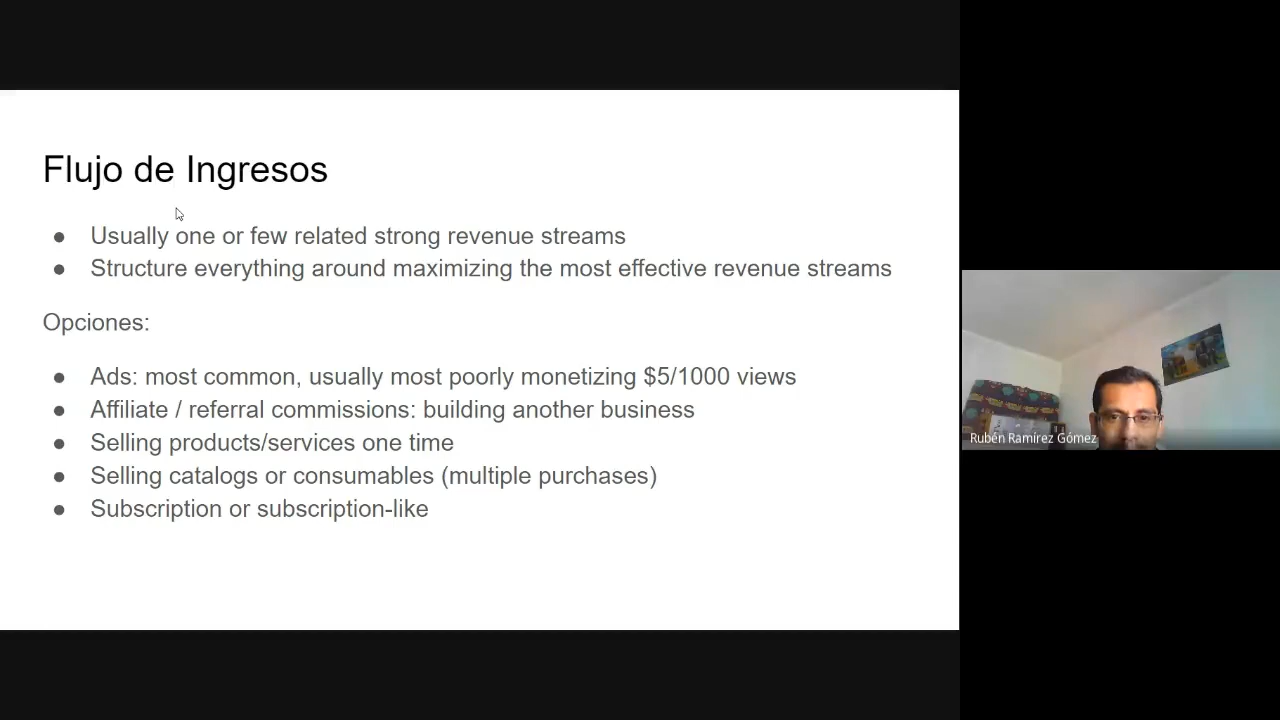 Flujo de Ingresos
● Usually one or few related strong revenue streams
● Structure everything around maximizing the most effective revenue streams
Opciones:
● Ads: most common, usually most poorly monetizing $5/1000 views
● Affiliate / referral commissions: building another business
● Selling products/services one time
● Selling catalogs or consumables (multiple purchases)
● Subscription or subscription-like
Rubén Ramírez Gómez